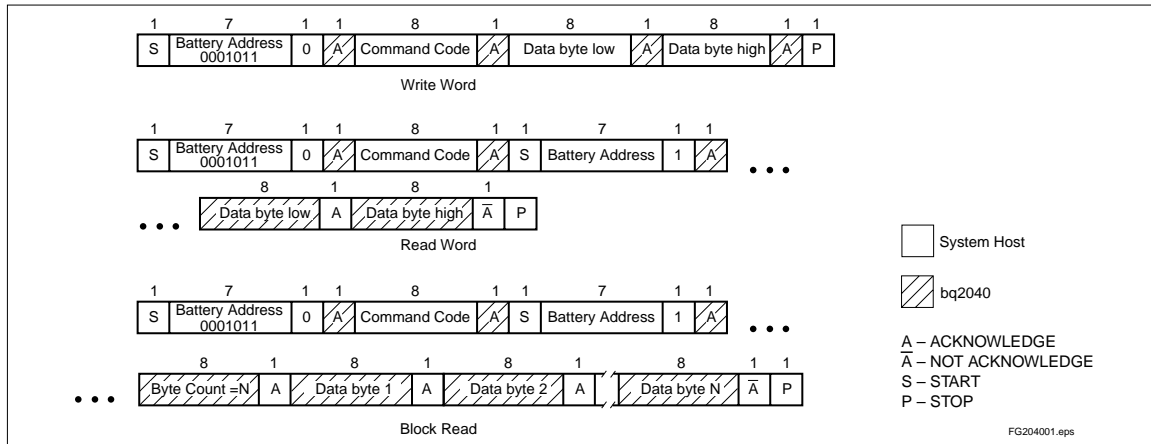 1 7 1 1 8 1 8 1 8 1 1
S Battery Address 0001011 0 A Command Code A Data byte low A Data byte high A P
Write Word
1 7 1 1 8 1 1 7 1 1
S Battery Address 0001011 0 A Command Code A S Battery Address 1 A
• • •
8 1 8 1
• • • Data byte low A Data byte high A̅ P
Read Word
1 7 1 1 8 1 1 7 1 1
S Battery Address 0001011 0 A Command Code A S Battery Address 1 A
• • •
8 1 8 1 8 1 8 1 1
• • • Byte Count =N A Data byte 1 A Data byte 2 A Data byte N A̅ P
Block Read
System Host
bq2040
A – ACKNOWLEDGE
A̅ – NOT ACKNOWLEDGE
S – START
P – STOP
FG204001.eps